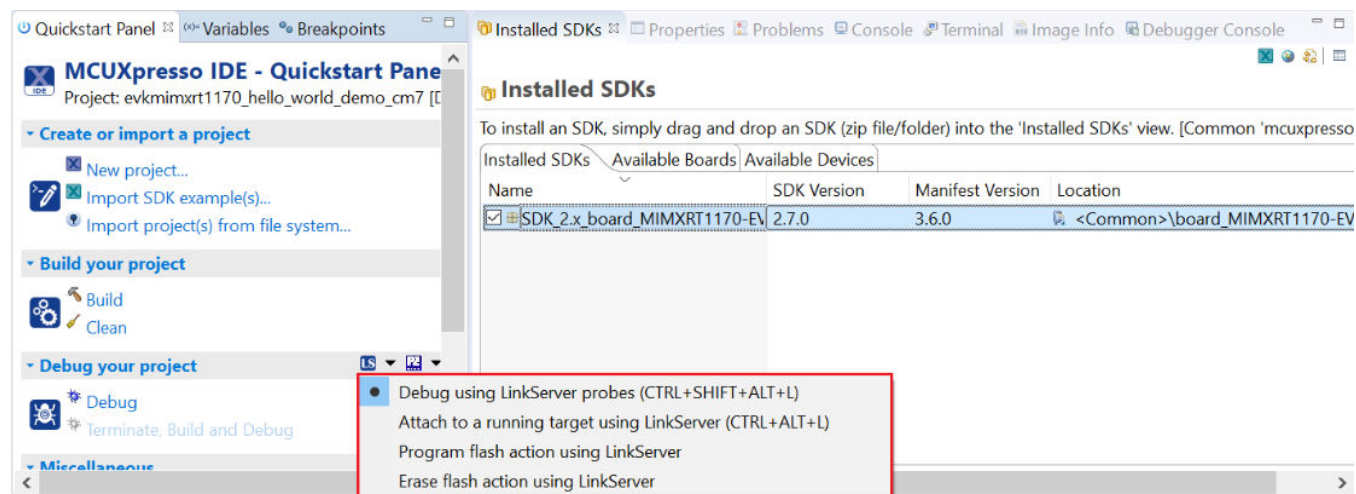 Quickstart Panel (x)= Variables Breakpoints
MCUXpresso IDE - Quickstart Pane
IDE
Project: evkmimxrt1170_hello_world_demo_cm7 [D
Create or import a project
New project...
Import SDK example(s)...
Import project(s) from file system...
Build your project
Build
Clean
Debug your project LS
Debug
Terminate, Build and Debug
Miscellaneous
Installed SDKs Properties Problems Console Terminal Image Info Debugger Console
Installed SDKs
To install an SDK, simply drag and drop an SDK (zip file/folder) into the 'Installed SDKs' view. [Common 'mcuxpresso
Installed SDKs Available Boards Available Devices
Name SDK Version Manifest Version Location
SDK_2.x_board_MIMXRT1170-EV 2.7.0 3.6.0 <Common>\board_MIMXRT1170-EV
Debug using LinkServer probes (CTRL+SHIFT+ALT+L)
Attach to a running target using LinkServer (CTRL+ALT+L)
Program flash action using LinkServer
Erase flash action using LinkServer